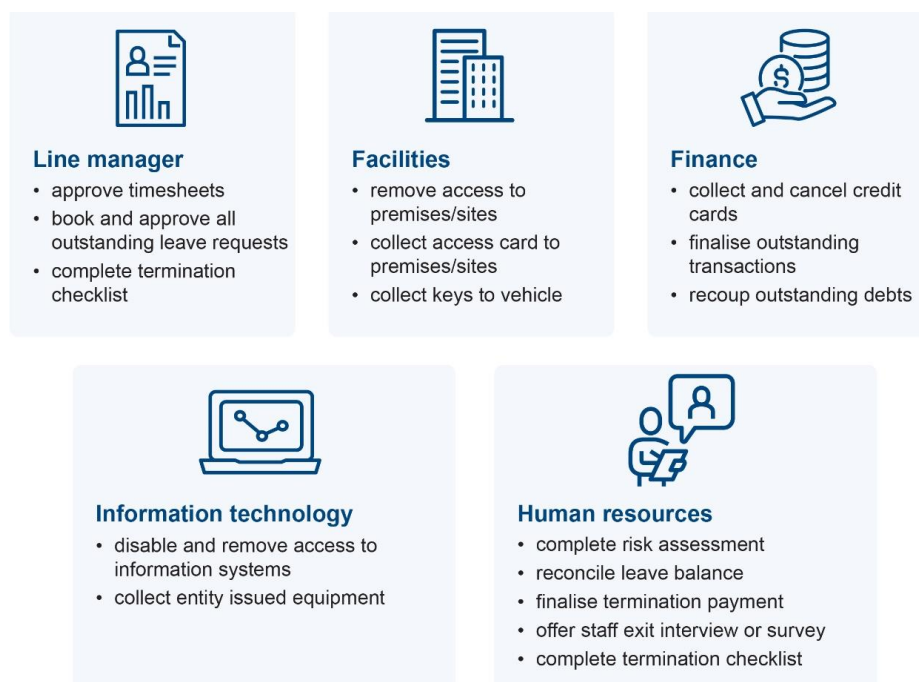 Line manager
• approve timesheets
• book and approve all
outstanding leave requests
• complete termination
checklist
Facilities
• remove access to
premises/sites
• collect access card to
premises/sites
• collect keys to vehicle
$
Finance
• collect and cancel credit
cards
• finalise outstanding
transactions
• recoup outstanding debts
Information technology
• disable and remove access to
information systems
• collect entity issued equipment
Human resources
• complete risk assessment
• reconcile leave balance
• finalise termination payment
• offer staff exit interview or survey
• complete termination checklist